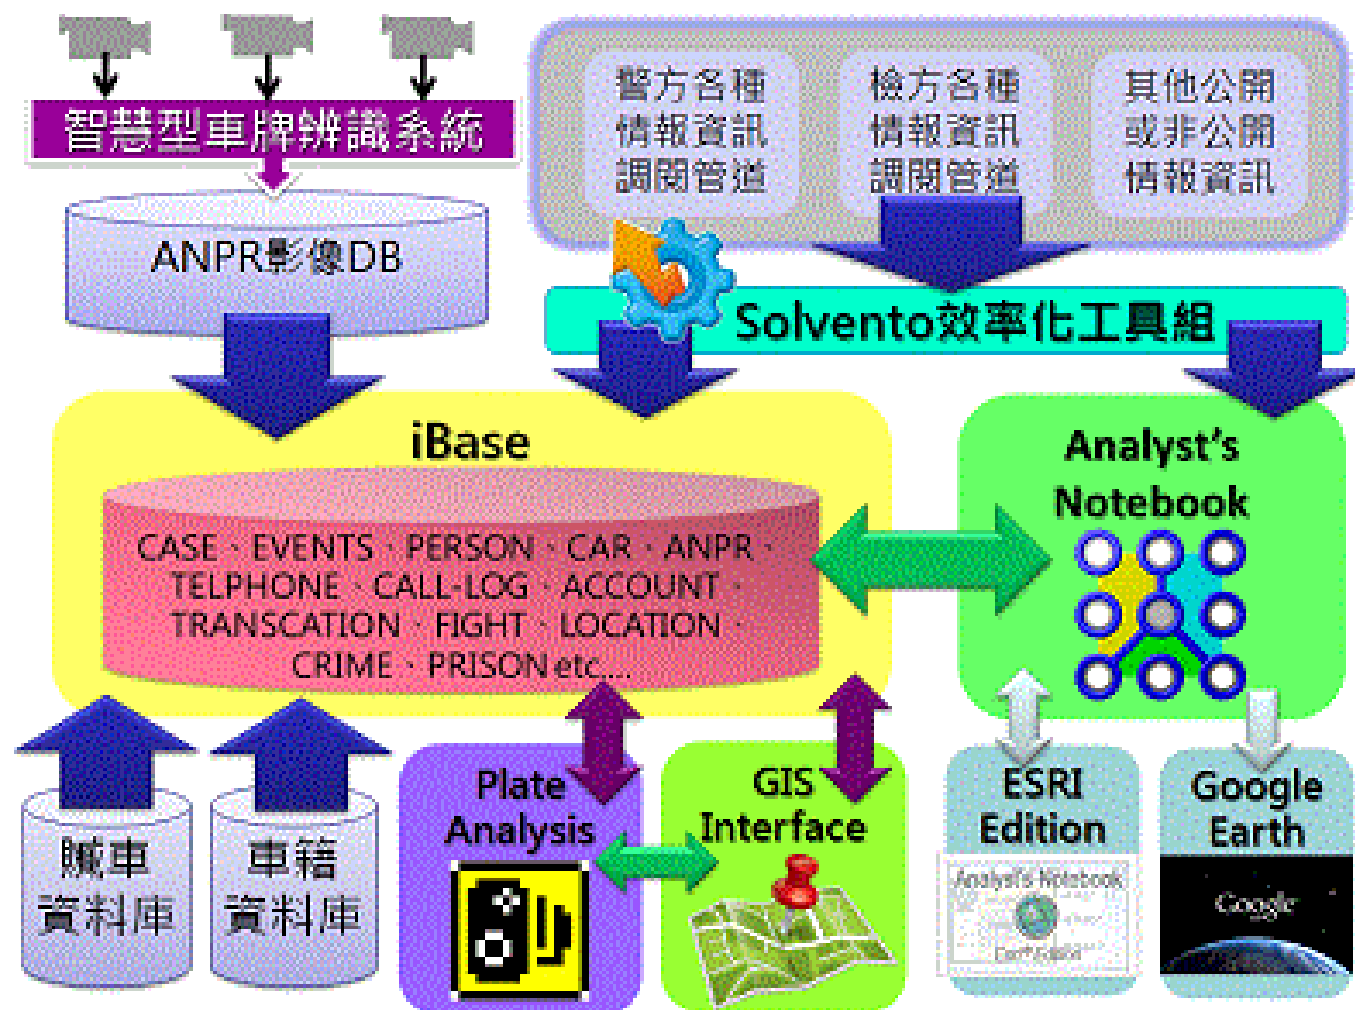 智慧型車牌辨識系統
ANPR影像DB
警方各種
情報資訊
調閱管道
檢方各種
情報資訊
調閱管道
其他公開
或非公開
情報資訊
Solvento效率化工具組
iBase
CASE、EVENTS、PERSON、CAR、ANPR、
TELPHONE、CALL-LOG、ACCOUNT、
TRANSCATION、FIGHT、LOCATION、
CRIME、PRISON etc....
Analyst's
Notebook
贓車
資料庫
車籍
資料庫
Plate
Analysis
GIS
Interface
ESRI
Edition
Analyst's Notebook
Google
Earth
Google